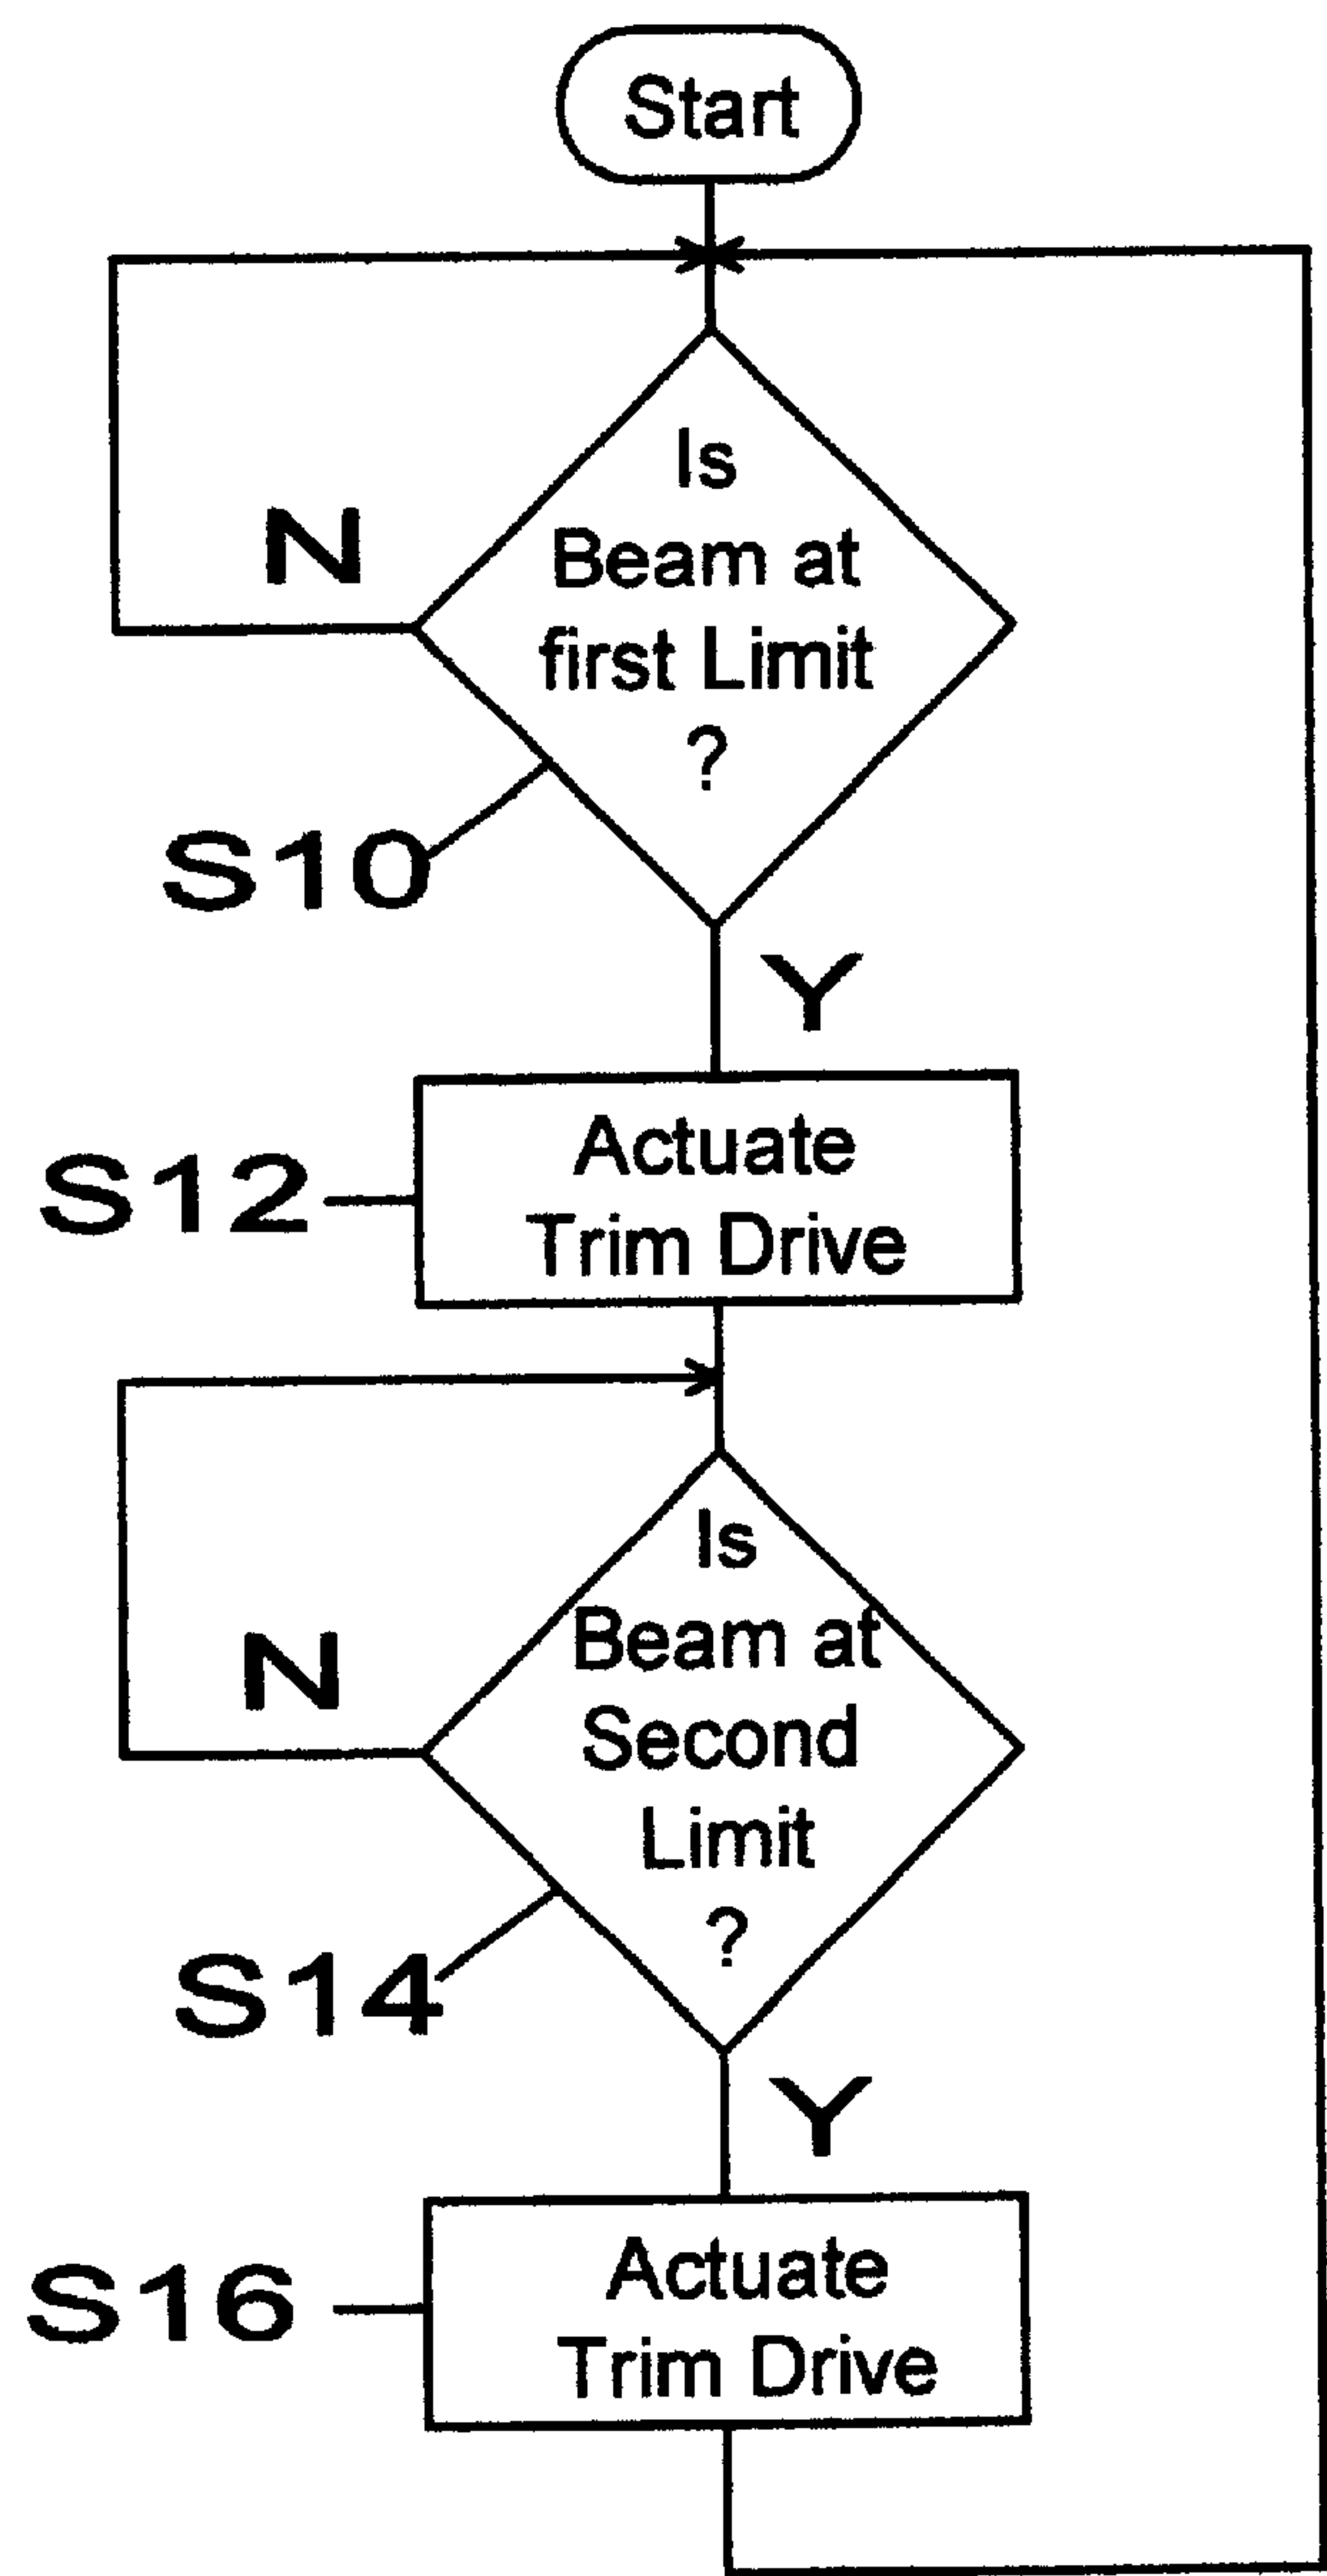 Start
Is
Beam at
first Limit
?
N
S10
Y
Actuate
Trim Drive
S12
Is
Beam at
Second
Limit
?
N
S14
Y
Actuate
Trim Drive
S16